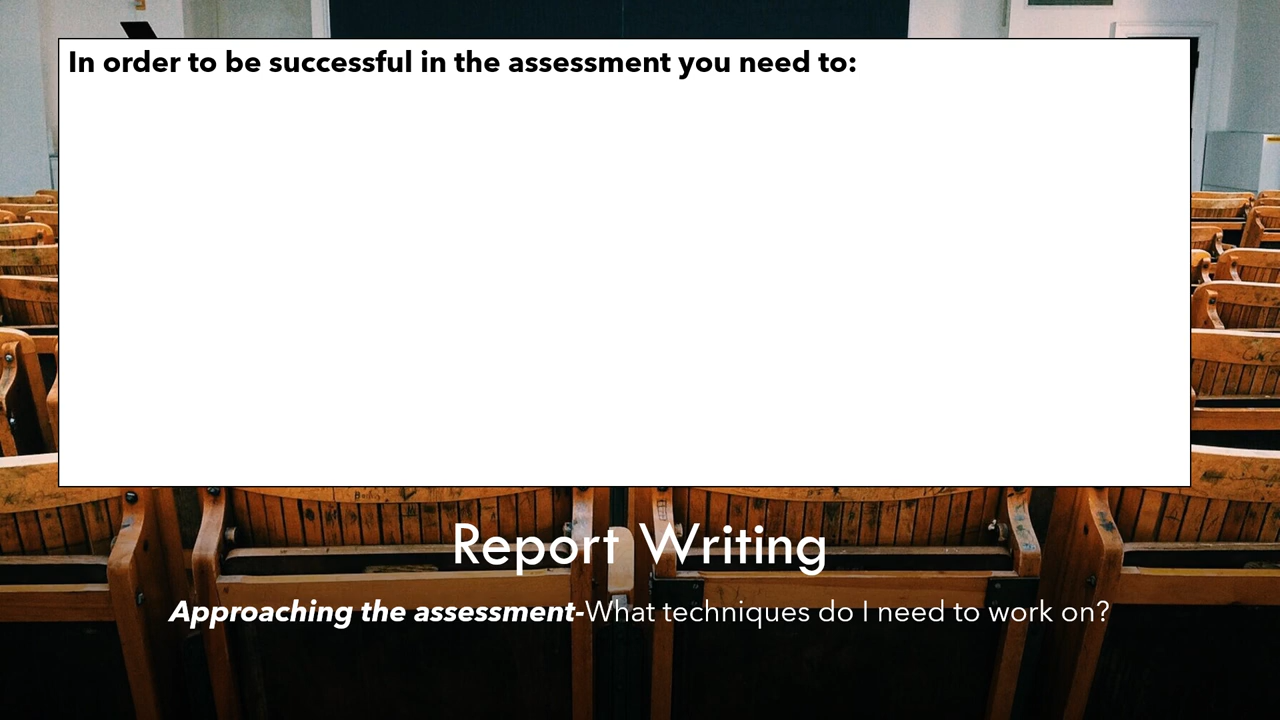 In order to be successful in the assessment you need to:
Report Writing
Approaching the assessment-What techniques do I need to work on?